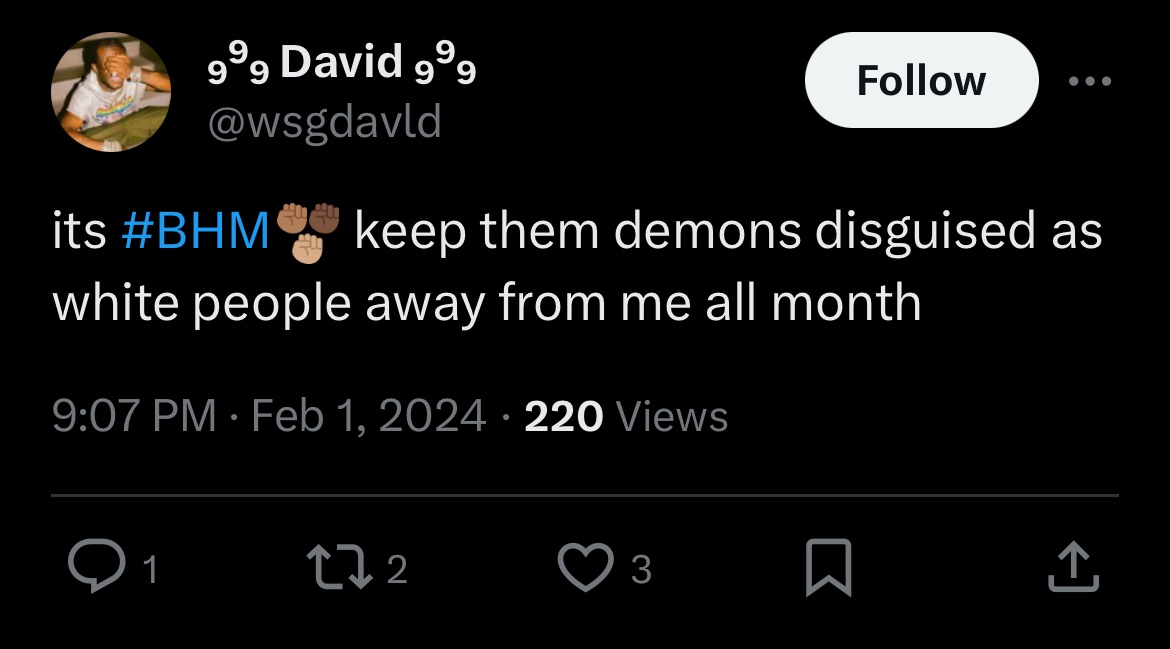 ₉⁹₉ David ₉⁹₉
@wsgdavld
Follow
its #BHM keep them demons disguised as
white people away from me all month
9:07 PM · Feb 1, 2024 · 220 Views
1 2 3